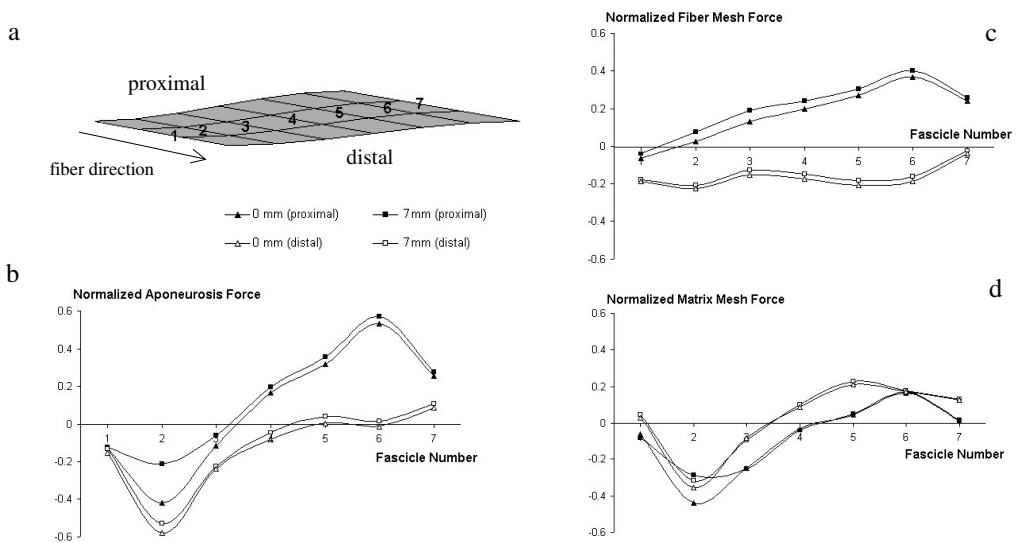 a
proximal
1 2 3 4 5 6 7
fiber direction
distal
0 mm (proximal)
7mm (proximal)
0 mm (distal)
7mm (distal)
b
Normalized Aponeurosis Force
0.6
0.4
0.2
0
-0.2
-0.4
-0.6
1 2 3 4 5 6 7
Fascicle Number
c
Normalized Fiber Mesh Force
0.6
0.4
0.2
0
-0.2
-0.4
-0.6
Fascicle Number
1 2 3 4 5 6 7
d
Normalized Matrix Mesh Force
0.6
0.4
0.2
0
-0.2
-0.4
-0.6
1 2 3 4 5 6 7
Fascicle Number